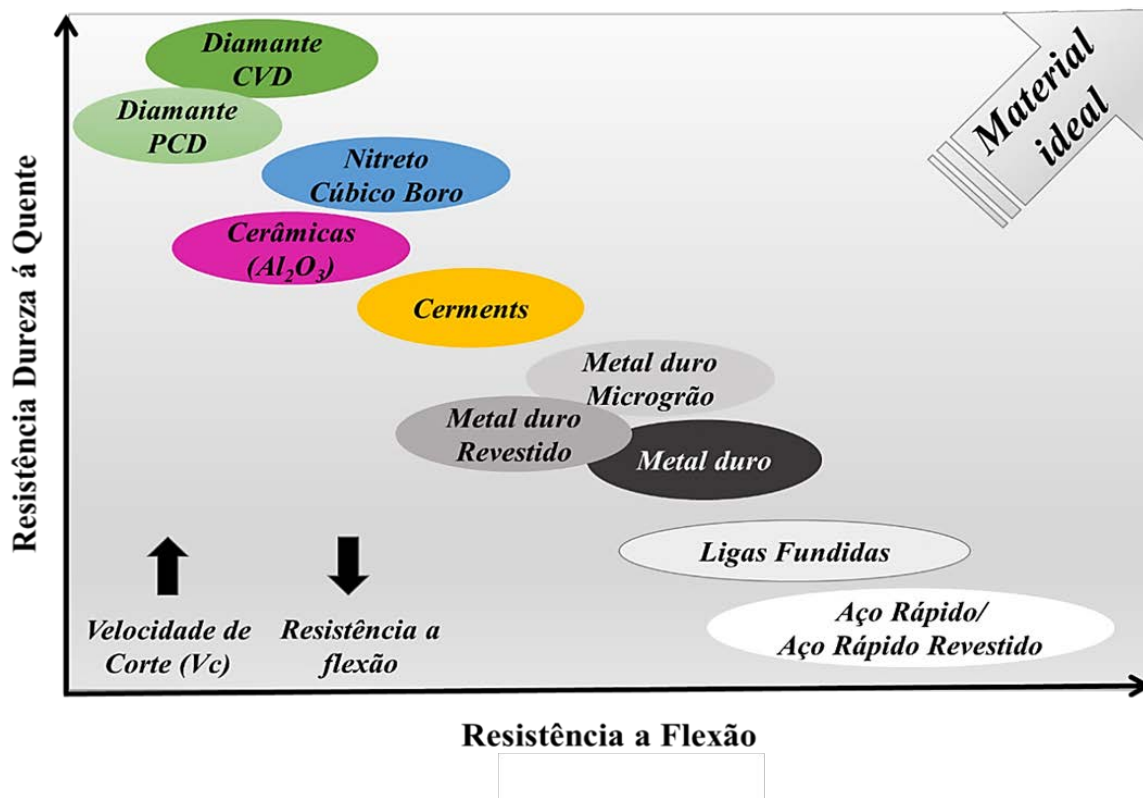 Resistência Dureza á Quente
Diamante
CVD
Diamante
PCD
Nitreto
Cúbico Boro
Cerâmicas
(Al₂O₃)
Cerments
Metal duro
Microgrão
Metal duro
Revestido
Metal duro
Ligas Fundidas
Aço Rápido/
Aço Rápido Revestido
Material
ideal
Velocidade de
Corte (Vc)
Resistência a
flexão
Resistência a Flexão